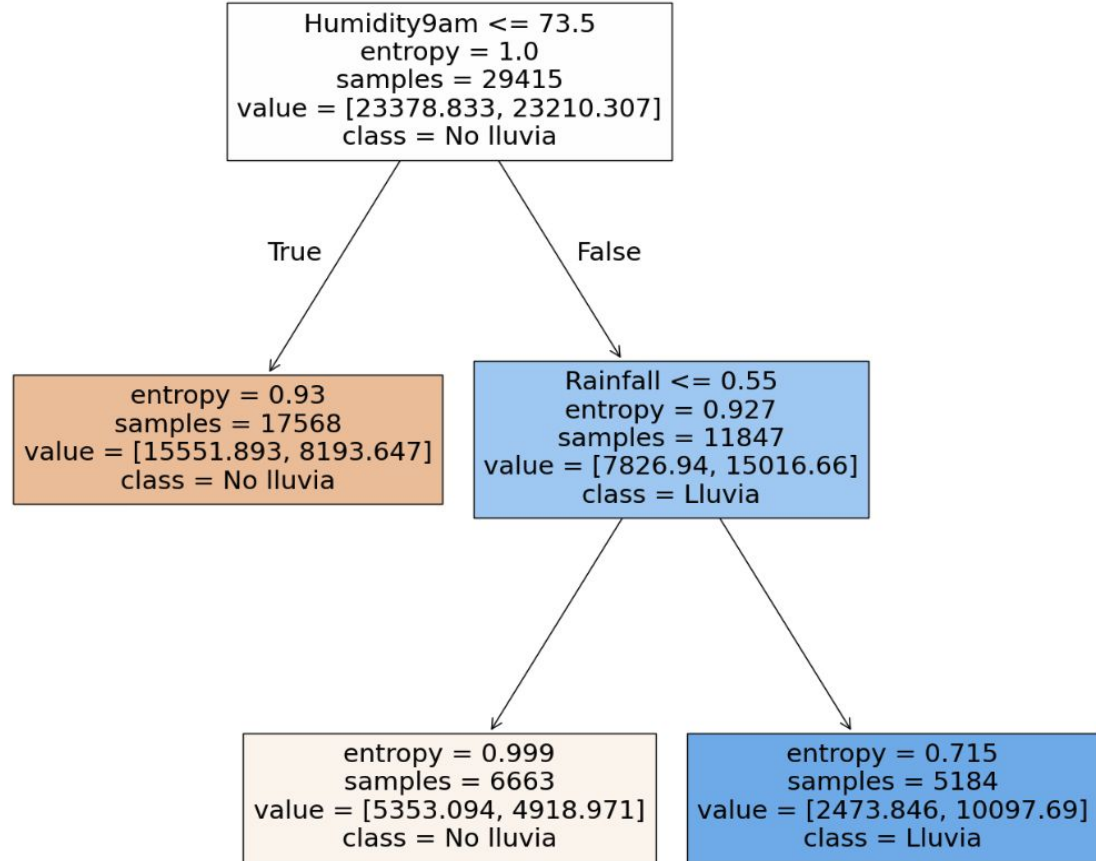 Humidity9am <= 73.5
entropy = 1.0
samples = 29415
value = [23378.833, 23210.307]
class = No lluvia
True
False
entropy = 0.93
samples = 17568
value = [15551.893, 8193.647]
class = No lluvia
Rainfall <= 0.55
entropy = 0.927
samples = 11847
value = [7826.94, 15016.66]
class = Lluvia
entropy = 0.999
samples = 6663
value = [5353.094, 4918.971]
class = No lluvia
entropy = 0.715
samples = 5184
value = [2473.846, 10097.69]
class = Lluvia